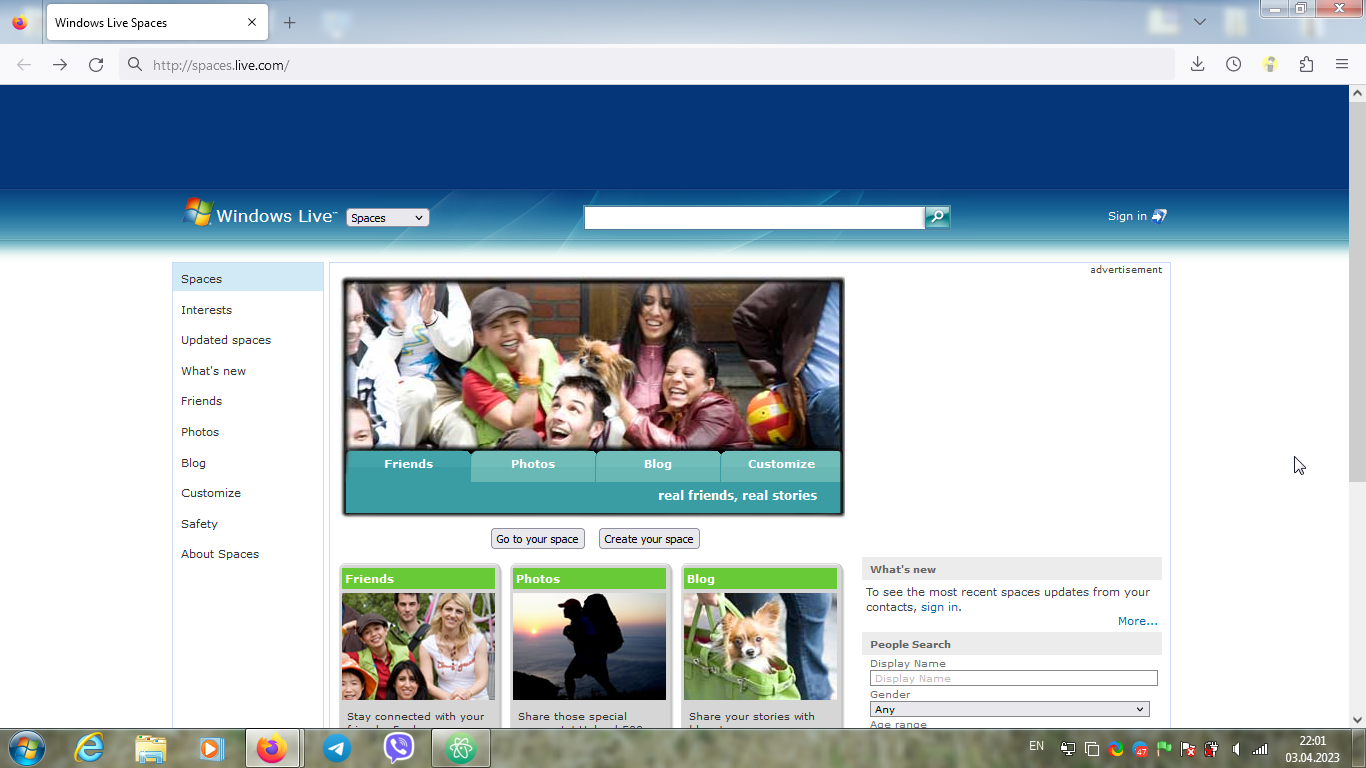 Windows Live Spaces
http://spaces.live.com/
Windows Live™
Spaces
Sign in
Spaces
Interests
Updated spaces
What's new
Friends
Photos
Blog
Customize
Safety
About Spaces
advertisement
Friends Photos Blog Customize
real friends, real stories
Go to your space Create your space
Friends
Stay connected with your
Photos
Share those special
Blog
Share your stories with
What's new
To see the most recent spaces updates from your
contacts, sign in.
More...
People Search
Display Name
Display Name
Gender
Any
Age range
EN
47
22:01
03.04.2023